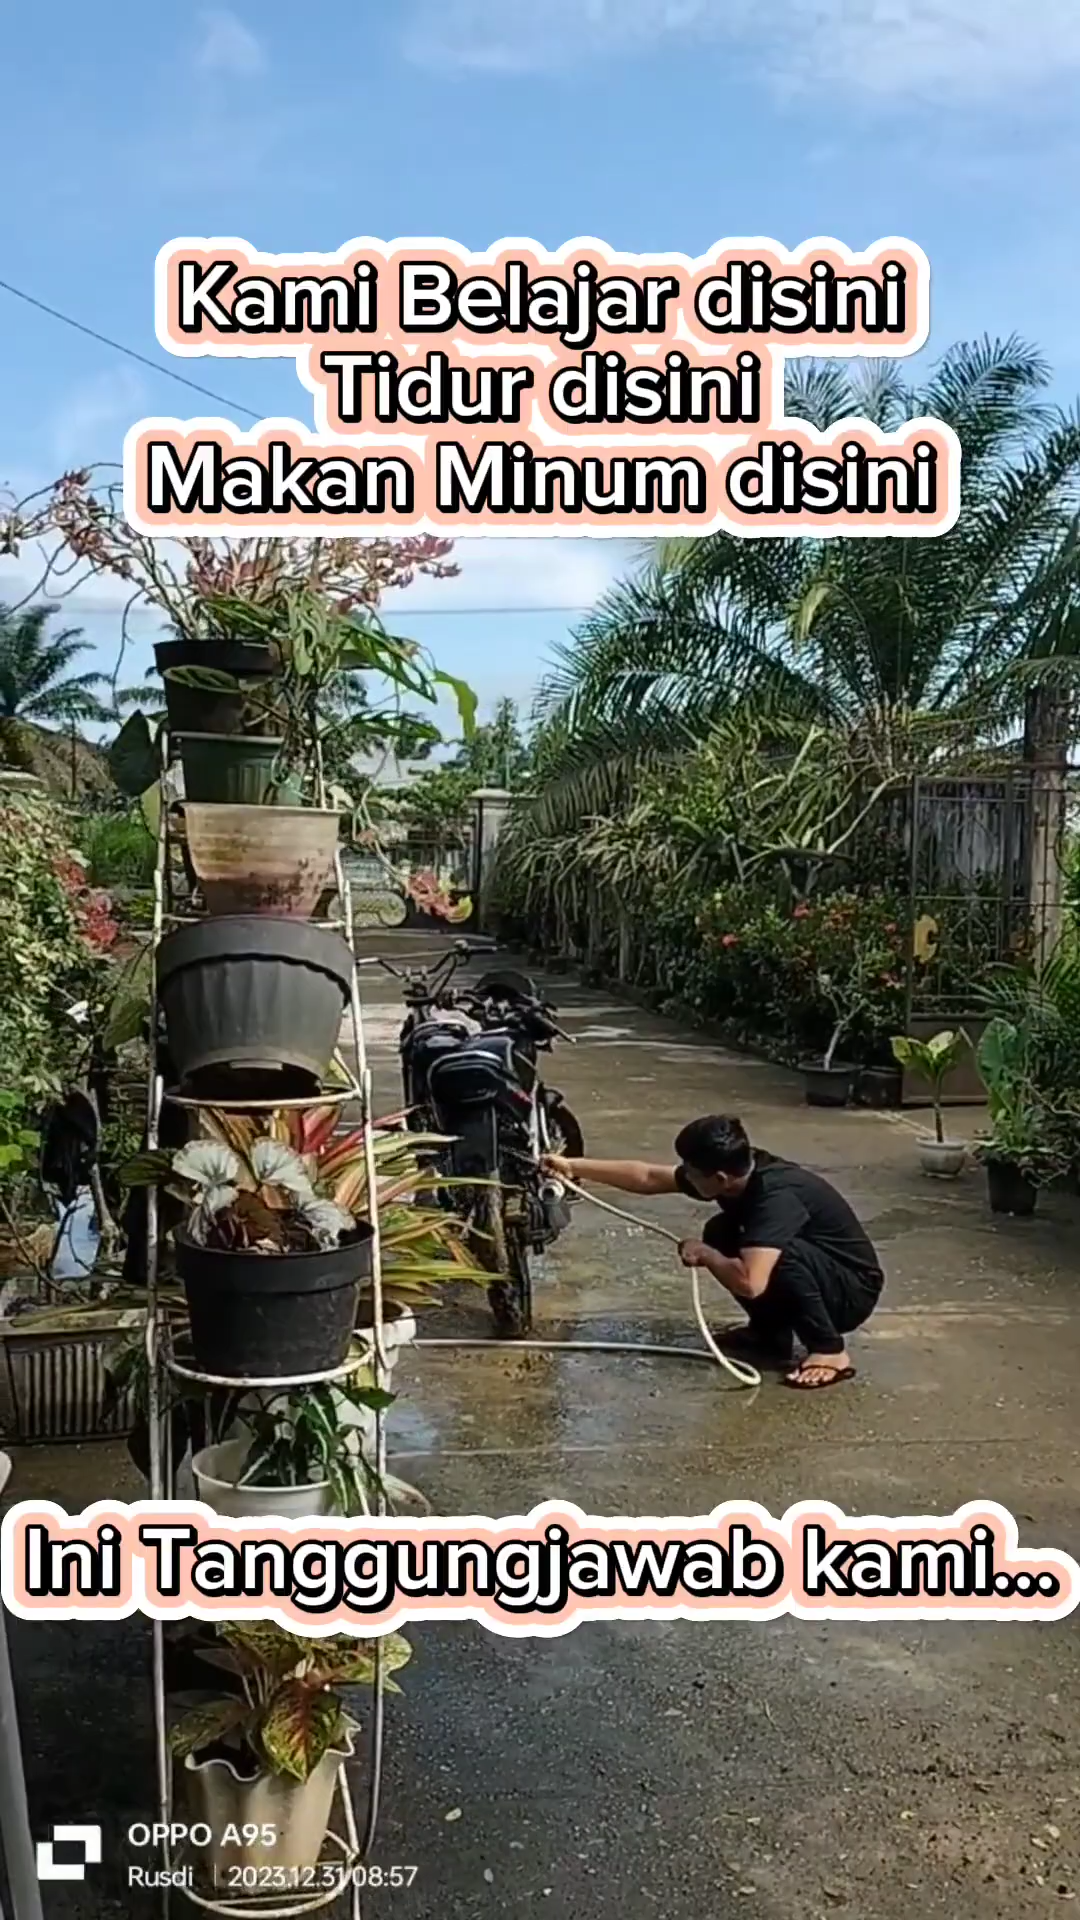 Kami Belajar disini
Tidur disini
Makan Minum disini
Ini Tanggungjawab kami...
OPPO A95
Rusdi | 2023.12.31 08:57